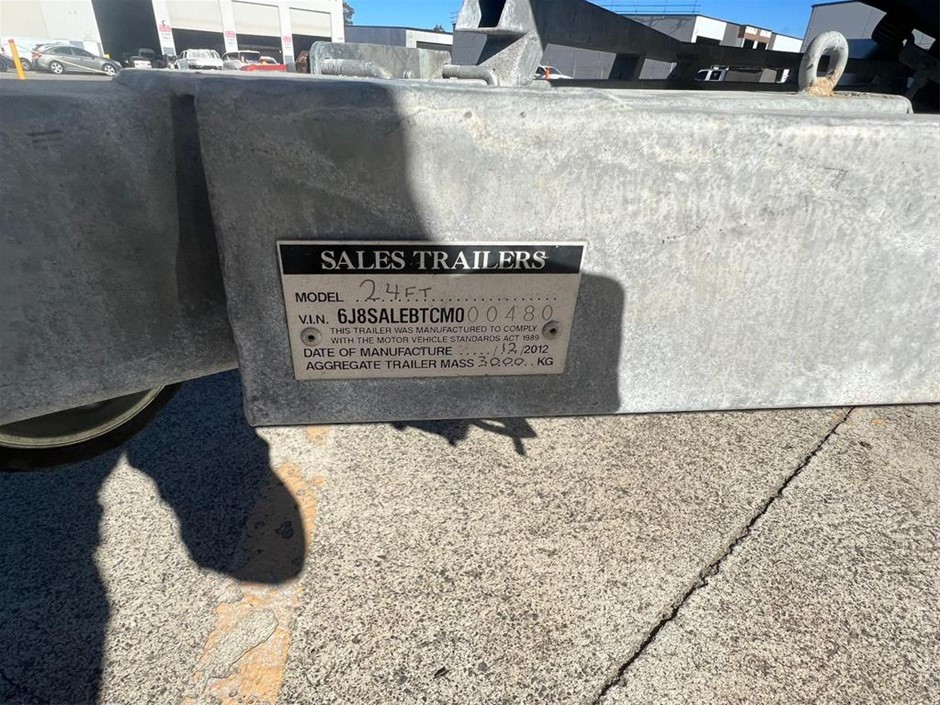 SALES TRAILERS
MODEL ..24FT..................
V.I.N. 6J8SALEBTCM000480
THIS TRAILER WAS MANUFACTURED TO COMPLY
WITH THE MOTOR VEHICLE STANDARDS ACT 1989
DATE OF MANUFACTURE ...../12/2012
AGGREGATE TRAILER MASS 3000.. KG